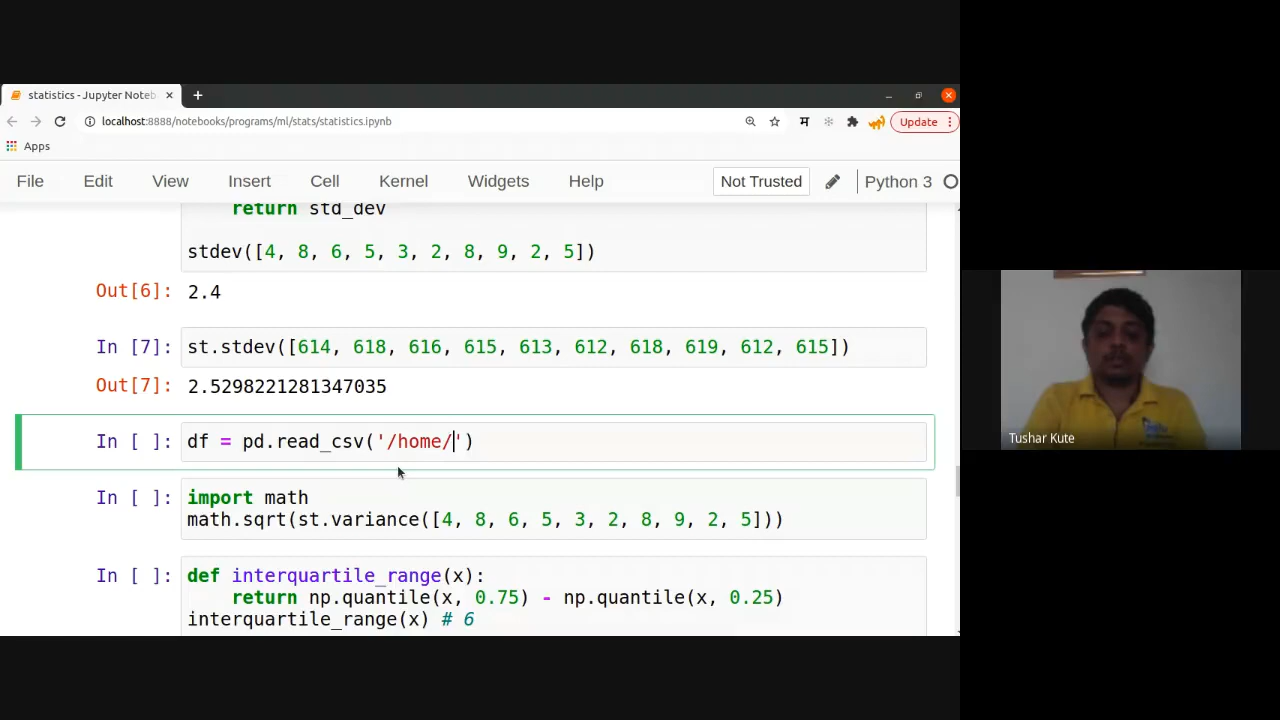 statistics - Jupyter Noteb
localhost:8888/notebooks/programs/ml/stats/statistics.ipynb
म
Update
Apps
File Edit View Insert Cell Kernel Widgets Help Not Trusted Python 3
return std_dev
stdev([4, 8, 6, 5, 3, 2, 8, 9, 2, 5])
Out[6]: 2.4
In [7]: st.stdev([614, 618, 616, 615, 613, 612, 618, 619, 612, 615])
Out[7]: 2.5298221281347035
In [ ]: df = pd.read_csv('/home/')
In [ ]: import math
math.sqrt(st.variance([4, 8, 6, 5, 3, 2, 8, 9, 2, 5]))
In [ ]: def interquartile_range(x):
return np.quantile(x, 0.75) - np.quantile(x, 0.25)
interquartile_range(x) # 6
Tushar Kute